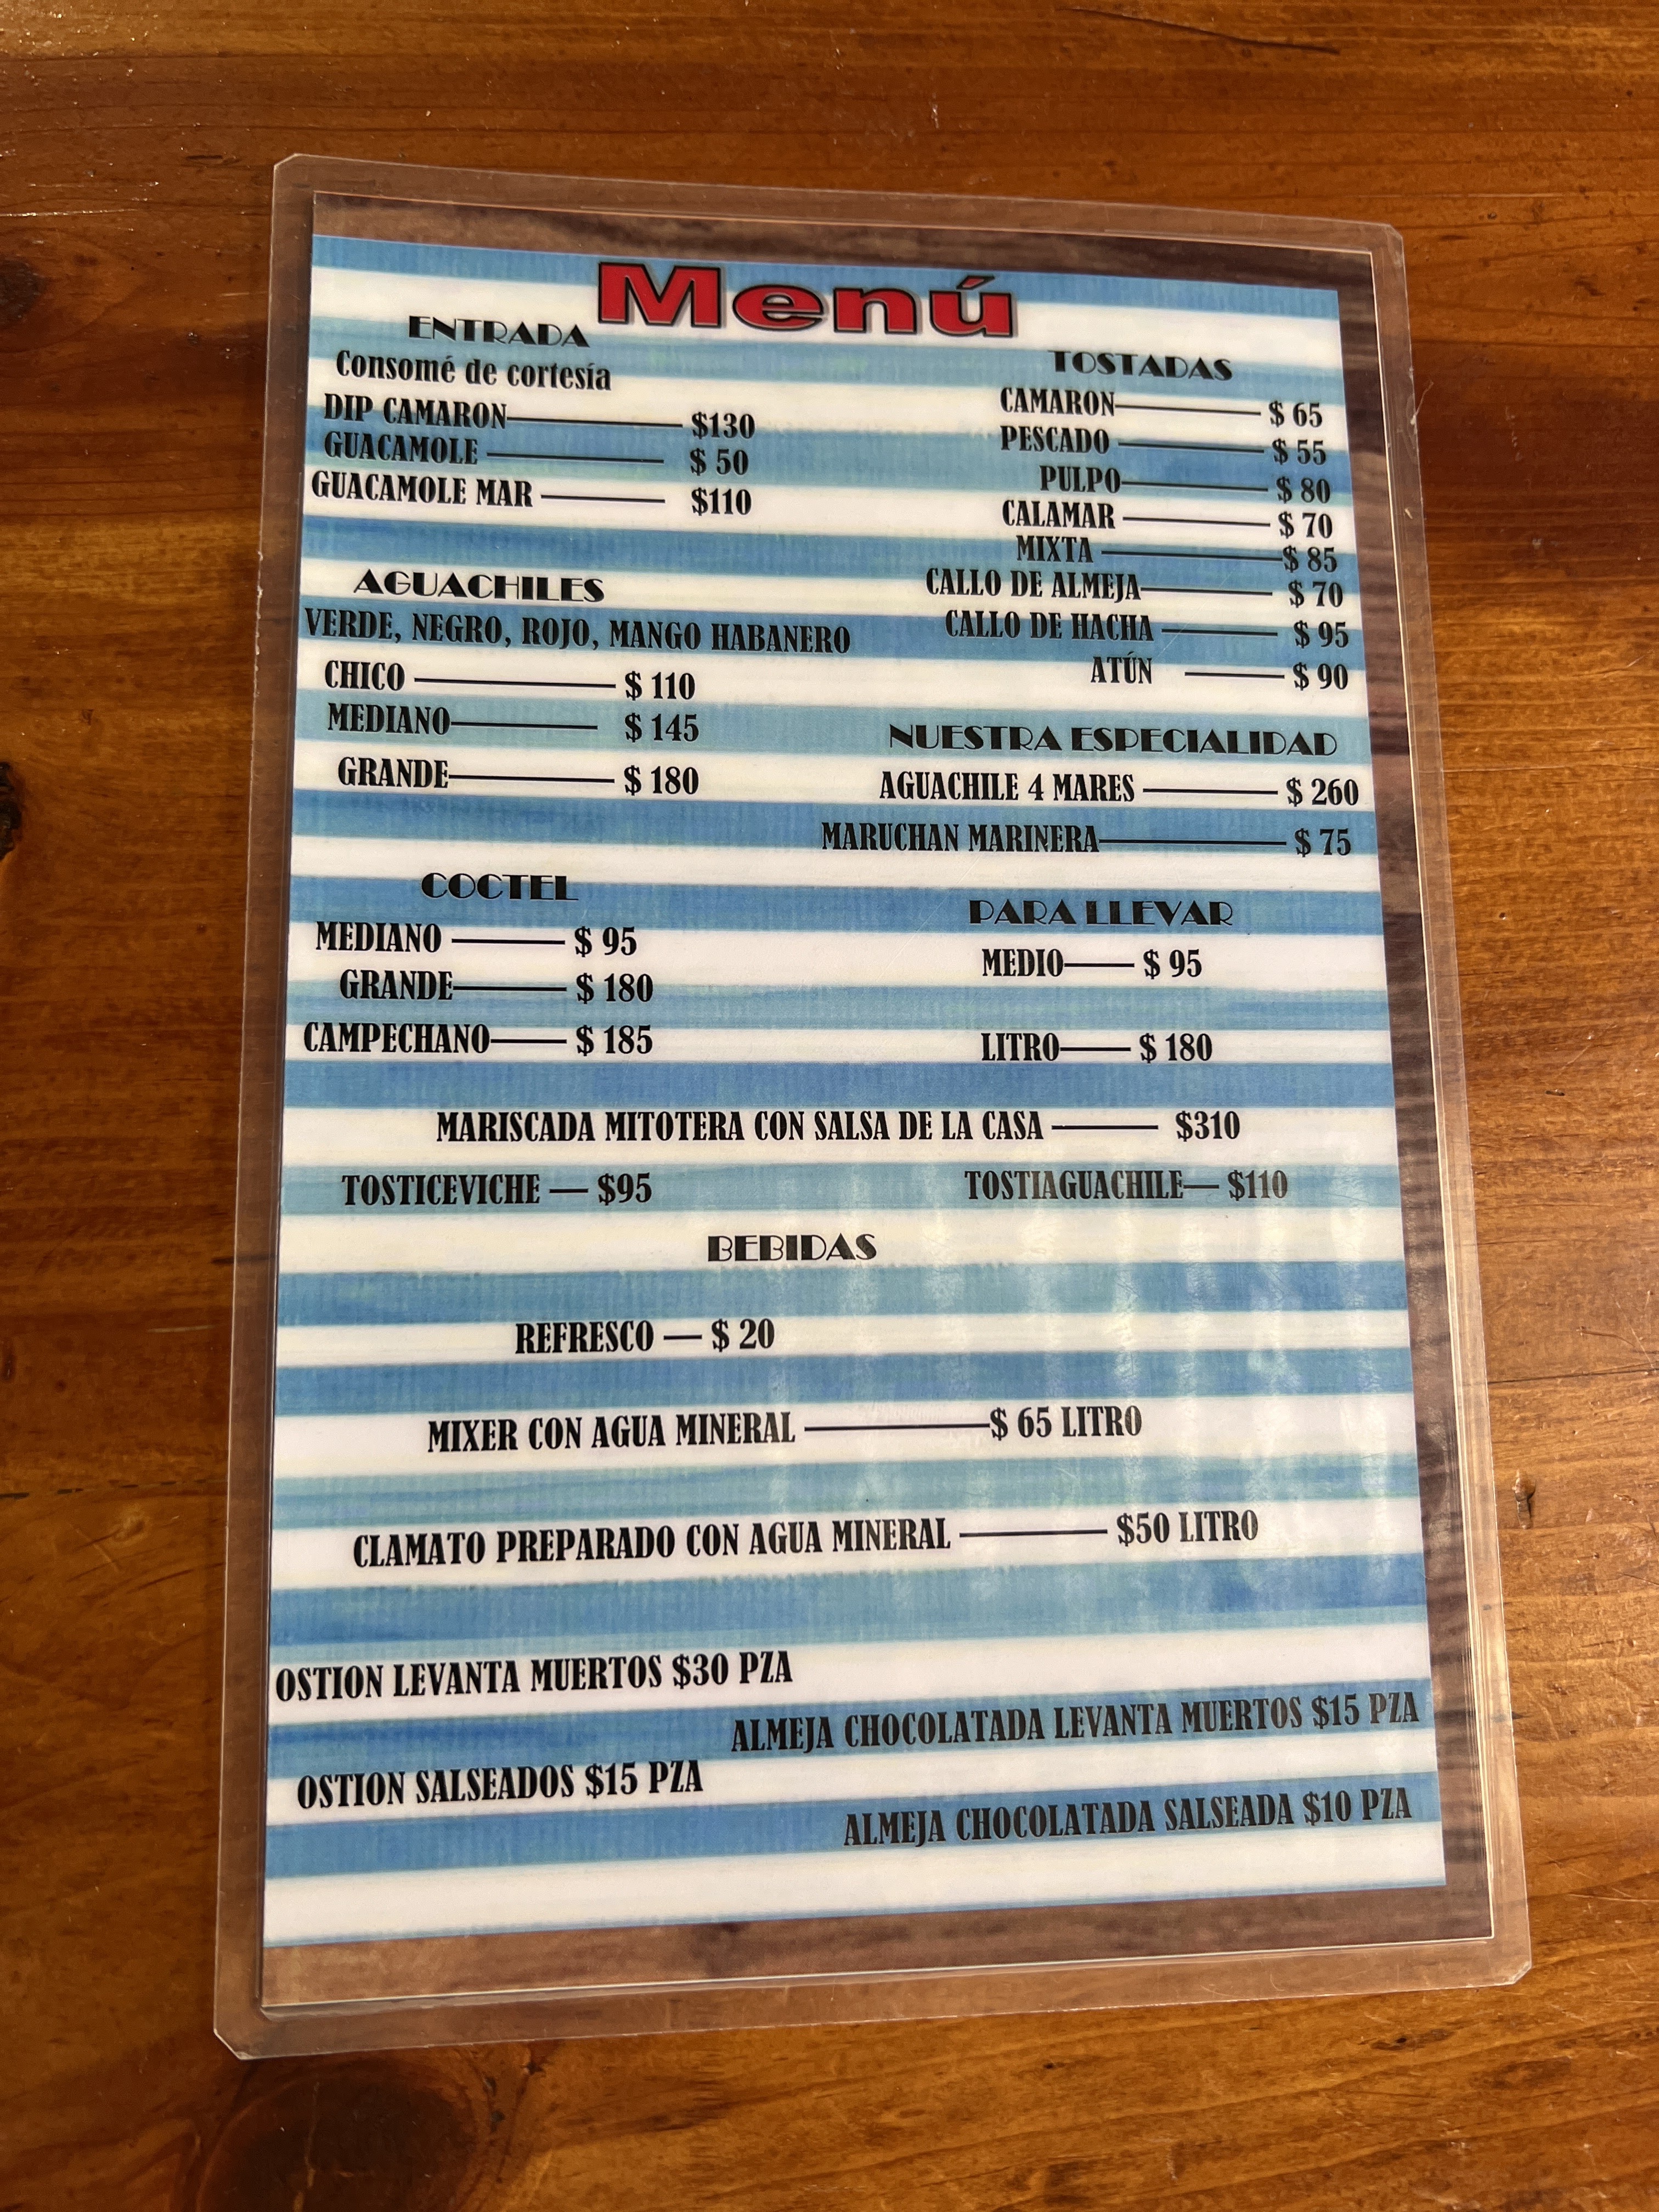 Menú
ENTRADA
Consomé de cortesía
DIP CAMARON $130
GUACAMOLE $ 50
GUACAMOLE MAR $110
AGUACHILES
VERDE, NEGRO, ROJO, MANGO HABANERO
CHICO $ 110
MEDIANO $ 145
GRANDE $ 180
TOSTADAS
CAMARON $ 65
PESCADO $ 55
PULPO $ 80
CALAMAR $ 70
MIXTA $ 85
CALLO DE ALMEJA $ 70
CALLO DE HACHA $ 95
ATÚN $ 90
NUESTRA ESPECIALIDAD
AGUACHILE 4 MARES $ 260
MARUCHAN MARINERA $ 75
COCTEL
MEDIANO $ 95
GRANDE $ 180
CAMPECHANO $ 185
PARA LLEVAR
MEDIO $ 95
LITRO $ 180
MARISCADA MITOTERA CON SALSA DE LA CASA $310
TOSTICEVICHE — $95
TOSTIAGUACHILE — $110
BEBIDAS
REFRESCO — $ 20
MIXER CON AGUA MINERAL $ 65 LITRO
CLAMATO PREPARADO CON AGUA MINERAL $50 LITRO
OSTION LEVANTA MUERTOS $30 PZA
ALMEJA CHOCOLATADA LEVANTA MUERTOS $15 PZA
OSTION SALSEADOS $15 PZA
ALMEJA CHOCOLATADA SALSEADA $10 PZA